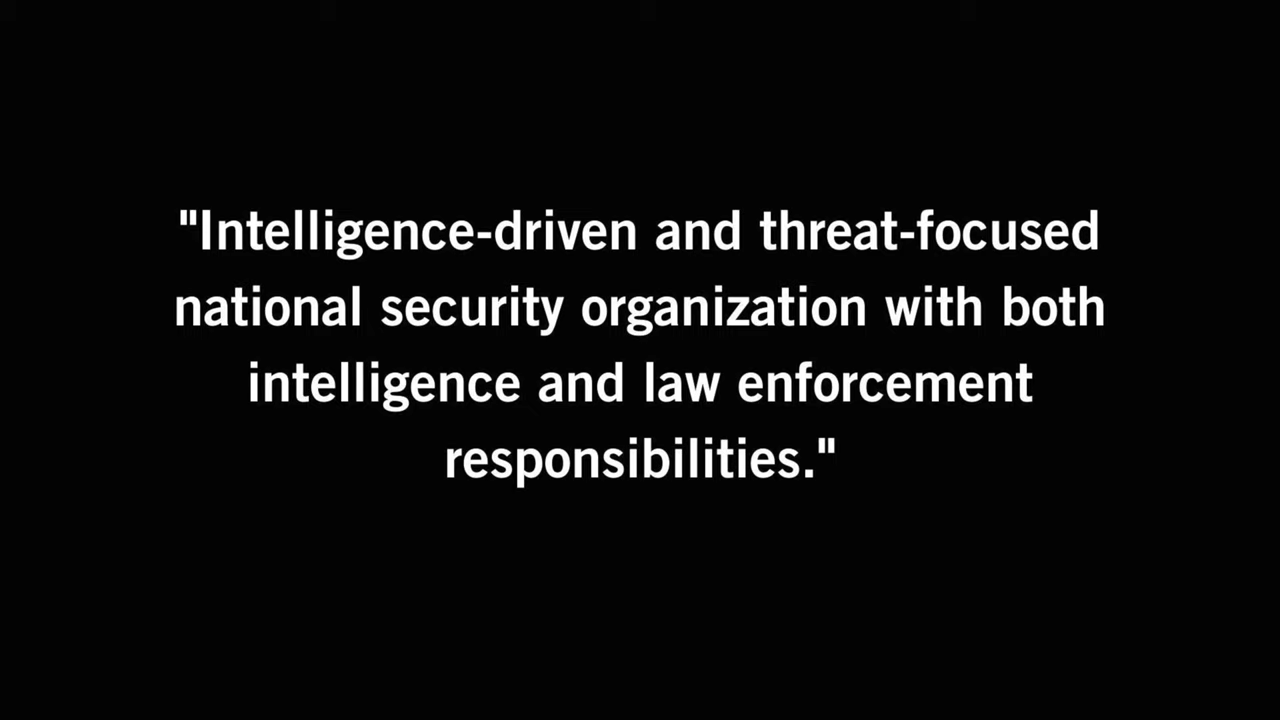 "Intelligence-driven and threat-focused
national security organization with both
intelligence and law enforcement
responsibilities."